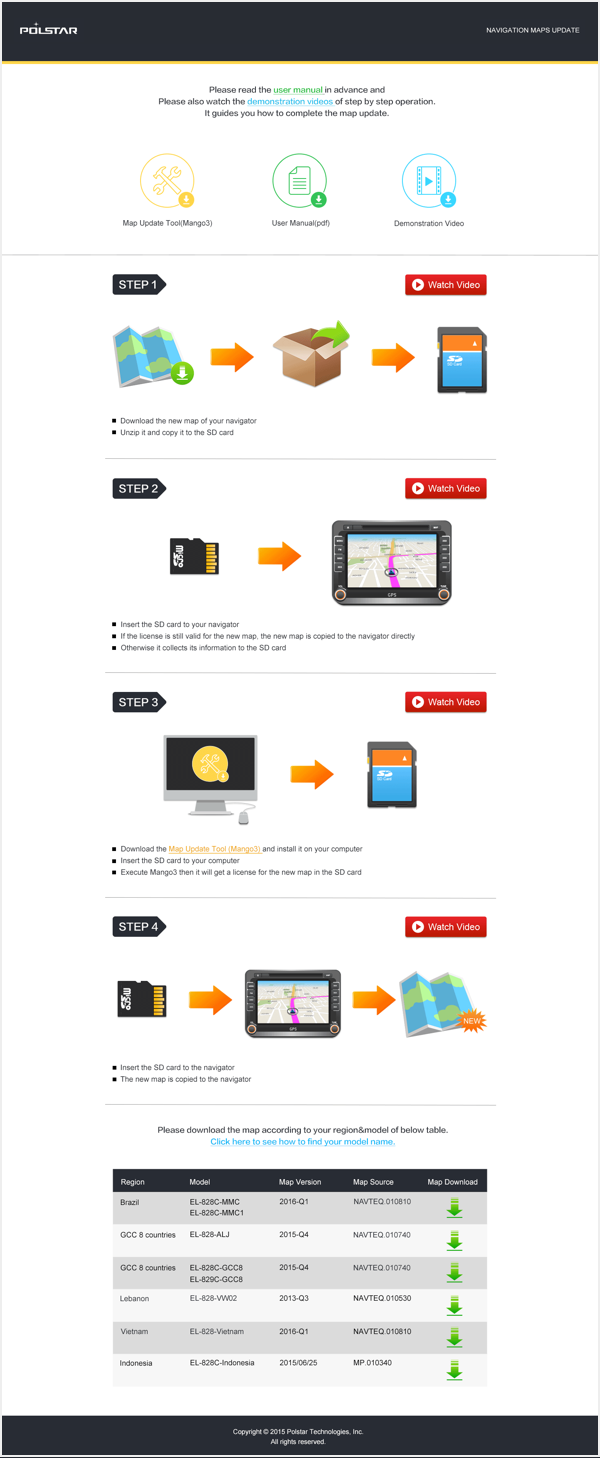 POLSTAR
NAVIGATION MAPS UPDATE
Please read the user manual in advance and
Please also watch the demonstration videos of step by step operation.
It guides you how to complete the map update.
Map Update Tool(Mango3)
User Manual(pdf)
Demonstration Video
STEP 1
Watch Video
SD Card
Download the new map of your navigator
Unzip it and copy it to the SD card
STEP 2
Watch Video
Micro SD
GPS
Insert the SD card to your navigator
If the license is still valid for the new map, the new map is copied to the navigator directly
Otherwise it collects its information to the SD card
STEP 3
Watch Video
SD Card
Download the Map Update Tool (Mango3) and install it on your computer
Insert the SD card to your computer
Execute Mango3 then it will get a license for the new map in the SD card
STEP 4
Watch Video
Micro SD
GPS
NEW
Insert the SD card to the navigator
The new map is copied to the navigator
Please download the map according to your region&model of below table.
Click here to see how to find your model name.
Region Model Map Version Map Source Map Download
Brazil EL-828C-MMC 2016-Q1 NAVTEQ.010810
EL-828C-MMC1
GCC 8 countries EL-828-ALJ 2015-Q4 NAVTEQ.010740
GCC 8 countries EL-828C-GCC8 2015-Q4 NAVTEQ.010740
EL-829C-GCC8
Lebanon EL-828-VW02 2013-Q3 NAVTEQ.010530
Vietnam EL-828-Vietnam 2016-Q1 NAVTEQ.010810
Indonesia EL-828C-Indonesia 2015/06/25 MP.010340
Copyright © 2015 Polstar Technologies, Inc.
All rights reserved.